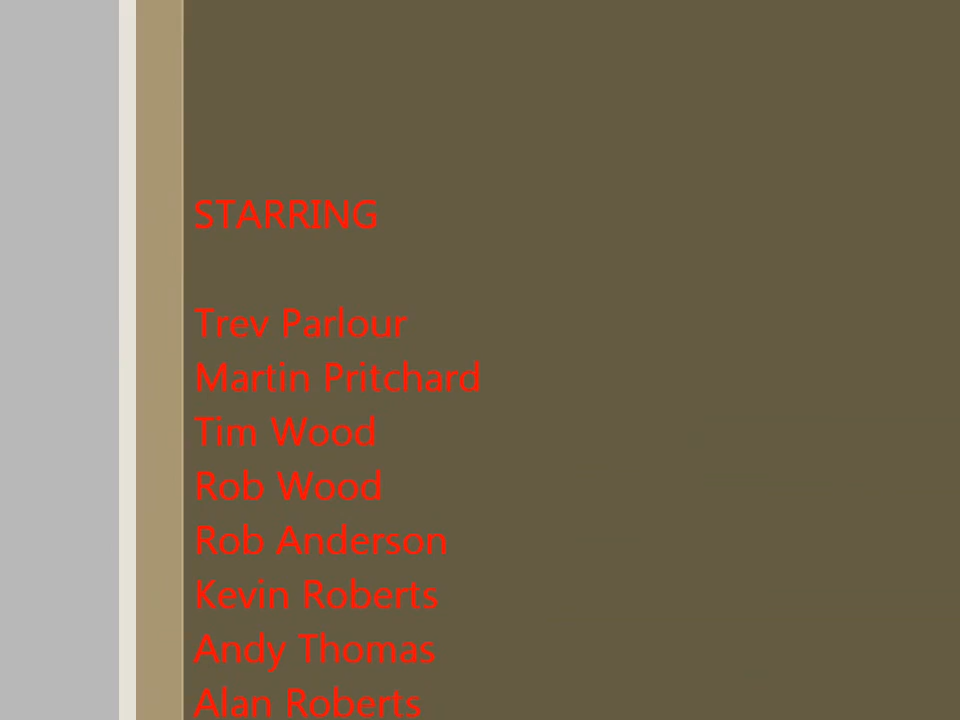 STARRING
Trev Parlour
Martin Pritchard
Tim Wood
Rob Wood
Rob Anderson
Kevin Roberts
Andy Thomas
Alan Roberts